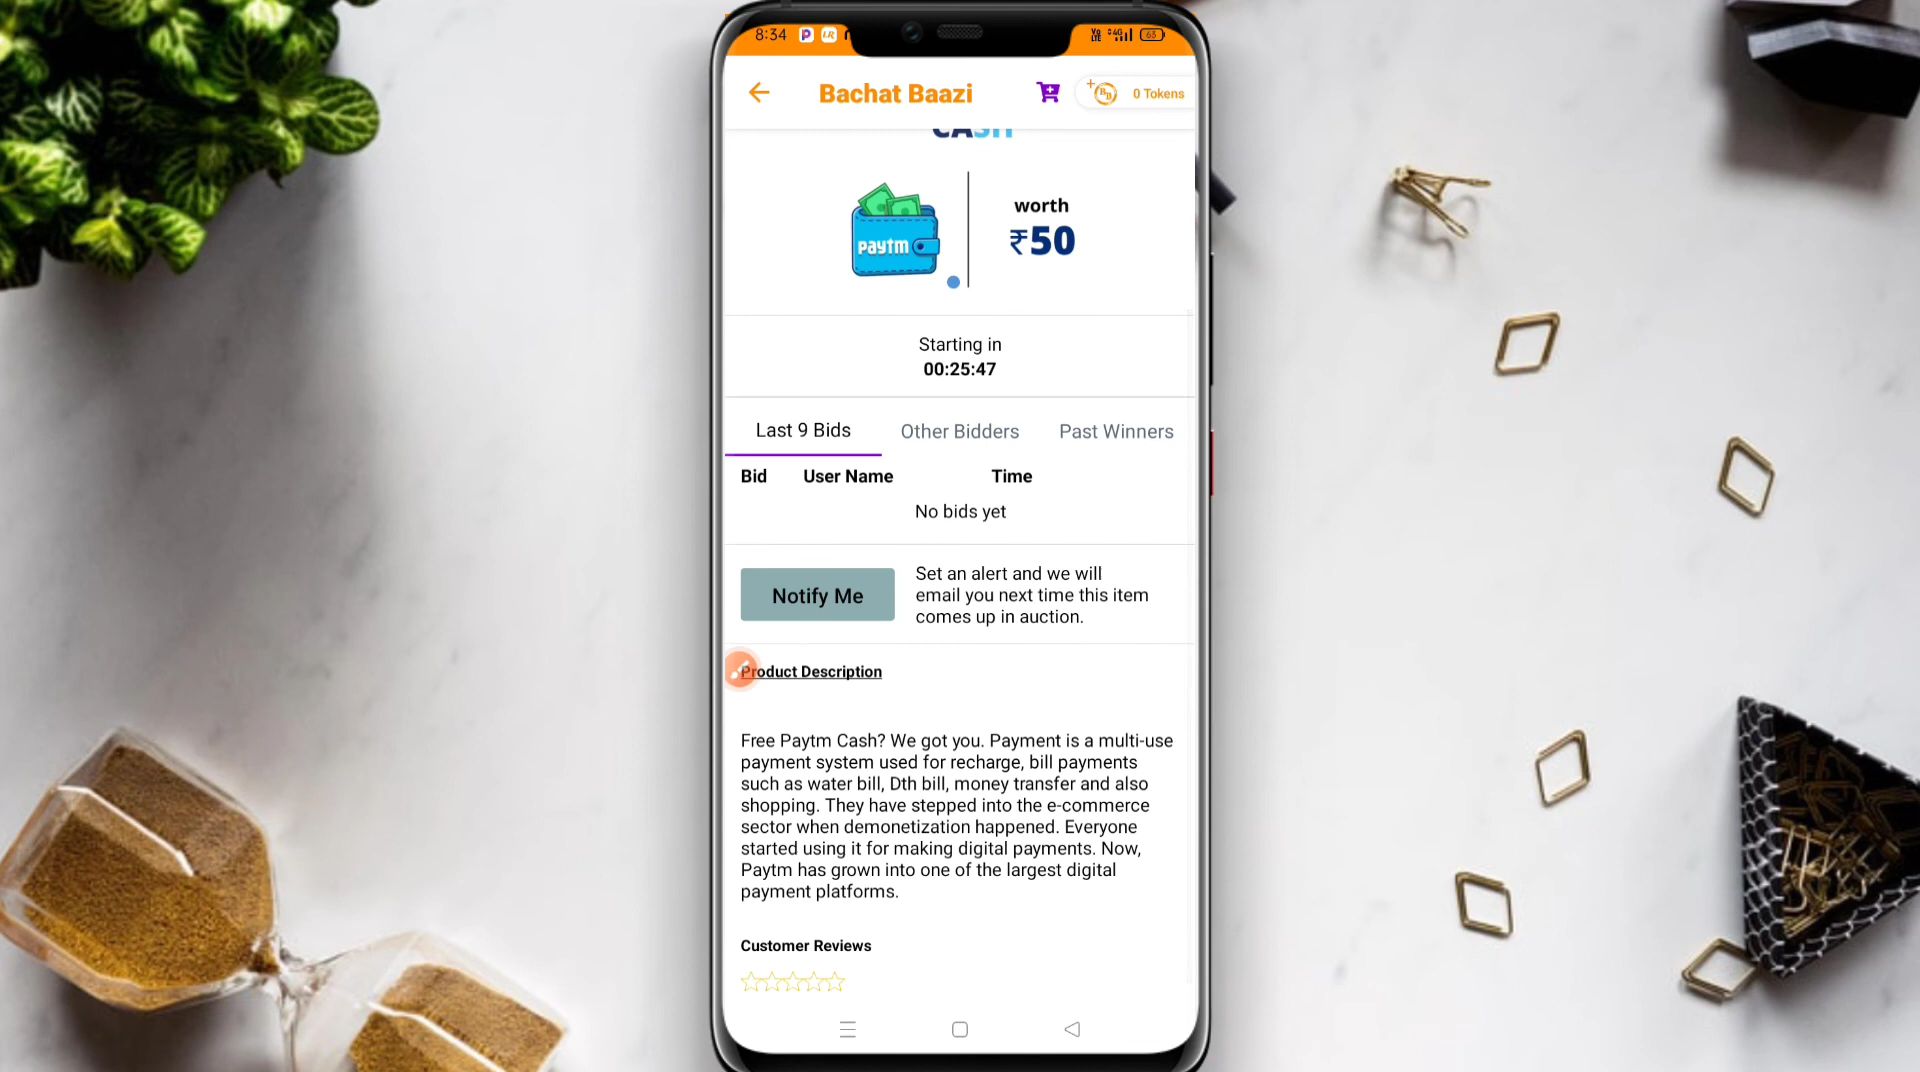 8:34
65
Bachat Baazi
0 Tokens
CASH
paytm
worth
₹50
Starting in
00:25:47
Last 9 Bids
Other Bidders
Past Winners
Bid
User Name
Time
No bids yet
Notify Me
Set an alert and we will
email you next time this item
comes up in auction.
Product Description
Free Paytm Cash? We got you. Payment is a multi-use
payment system used for recharge, bill payments
such as water bill, Dth bill, money transfer and also
shopping. They have stepped into the e-commerce
sector when demonetization happened. Everyone
started using it for making digital payments. Now,
Paytm has grown into one of the largest digital
payment platforms.
Customer Reviews